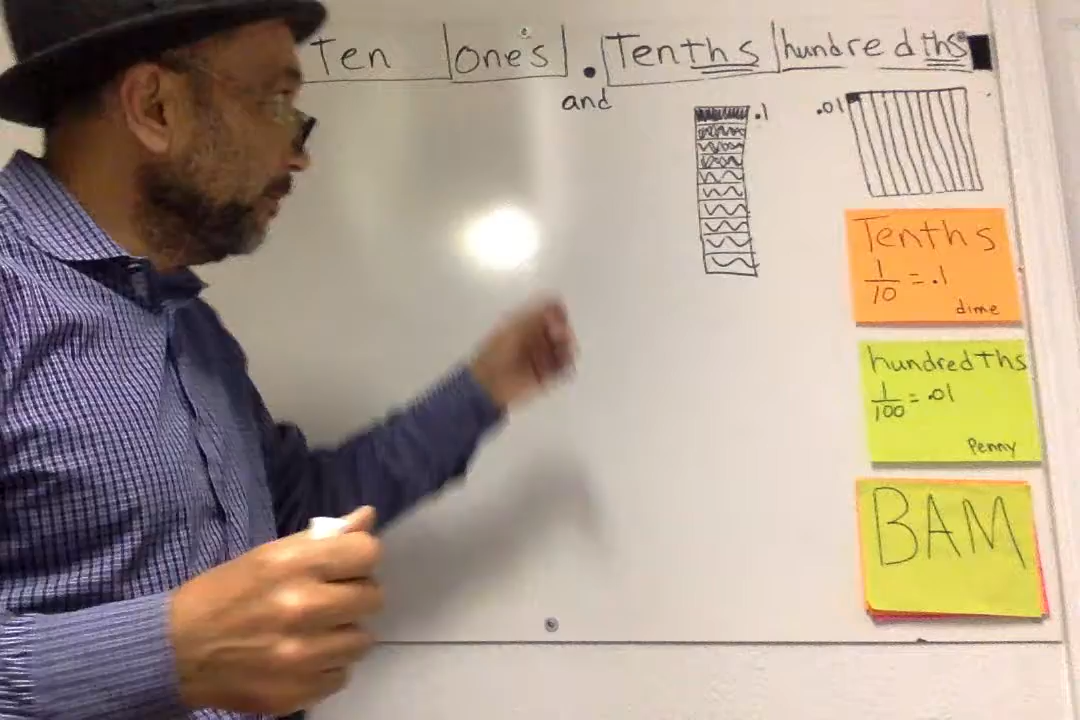 Ten one's . Tenths hundredths
and
.1
.01
Tenths
1/10 = .1
dime
hundredths
1/100 = .01
Penny
BAM